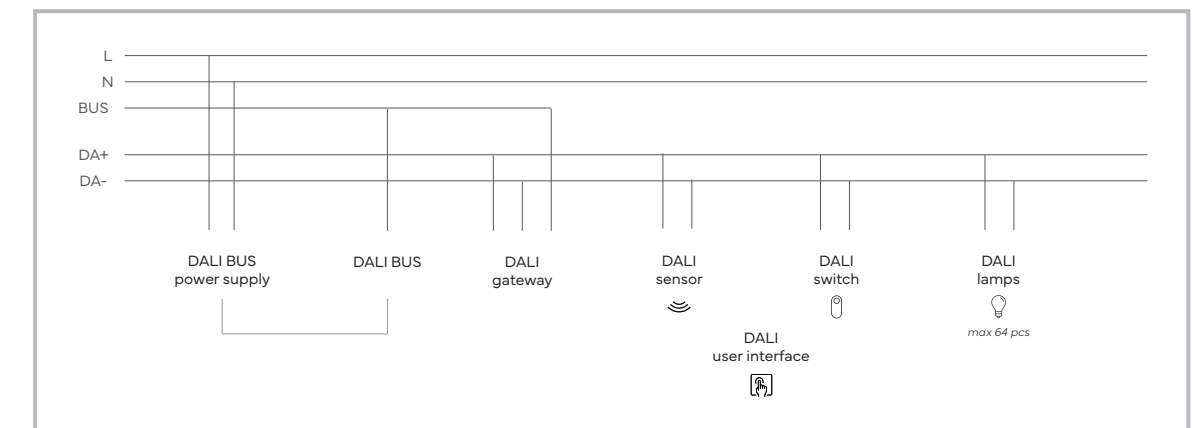 L
N
BUS
DA+
DA-
DALI BUS
power supply
DALI BUS
DALI
gateway
DALI
sensor
DALI
switch
DALI
lamps
max 64 pcs
DALI
user interface